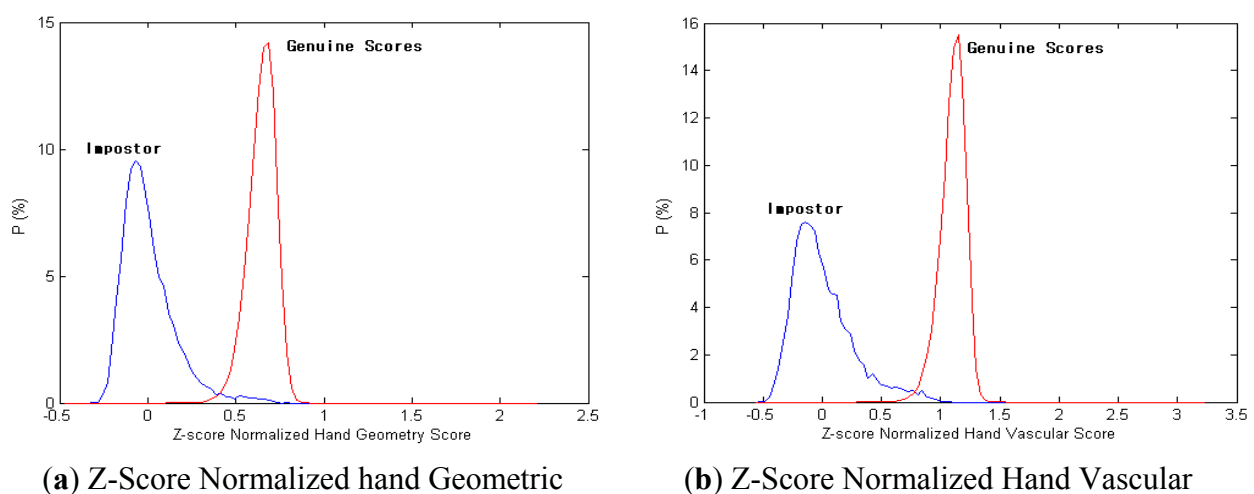 15
10
5
0
P (%)
Impostor
Genuine Scores
-0.5 0 0.5 1 1.5 2 2.5
Z-score Normalized Hand Geometry Score
(a) Z-Score Normalized hand Geometric
16
14
12
10
8
6
4
2
0
P (%)
Impostor
Genuine Scores
-1 -0.5 0 0.5 1 1.5 2 2.5 3 3.5
Z-score Normalized Hand Vascular Score
(b) Z-Score Normalized Hand Vascular